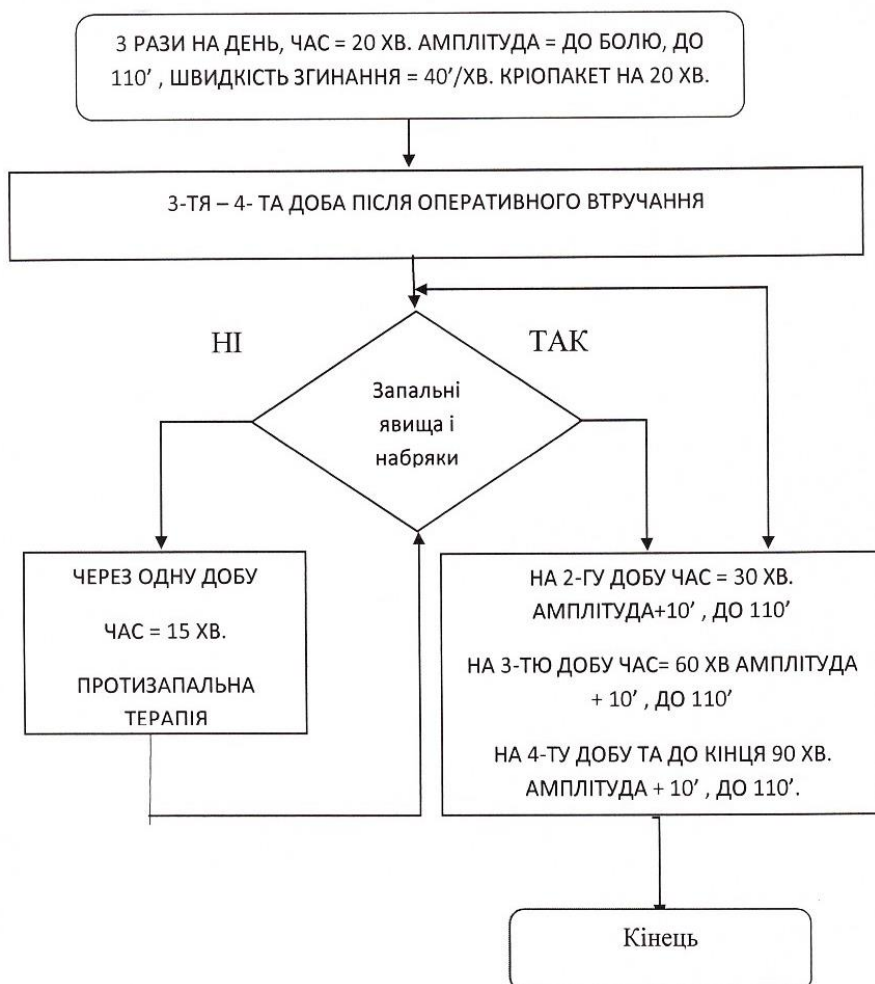 3 РАЗИ НА ДЕНЬ, ЧАС = 20 ХВ. АМПЛІТУДА = ДО БОЛЮ, ДО
110' , ШВИДКІСТЬ ЗГИНАННЯ = 40'/ХВ. КРІОПАКЕТ НА 20 ХВ.
3-ТЯ – 4- ТА ДОБА ПІСЛЯ ОПЕРАТИВНОГО ВТРУЧАННЯ
НІ
ТАК
Запальні
явища і
набряки
ЧЕРЕЗ ОДНУ ДОБУ
ЧАС = 15 ХВ.
ПРОТИЗАПАЛЬНА
ТЕРАПІЯ
НА 2-ГУ ДОБУ ЧАС = 30 ХВ.
АМПЛІТУДА+10' , ДО 110'
НА 3-ТЮ ДОБУ ЧАС= 60 ХВ АМПЛІТУДА
+ 10' , ДО 110'
НА 4-ТУ ДОБУ ТА ДО КІНЦЯ 90 ХВ.
АМПЛІТУДА + 10' , ДО 110'.
Кінець